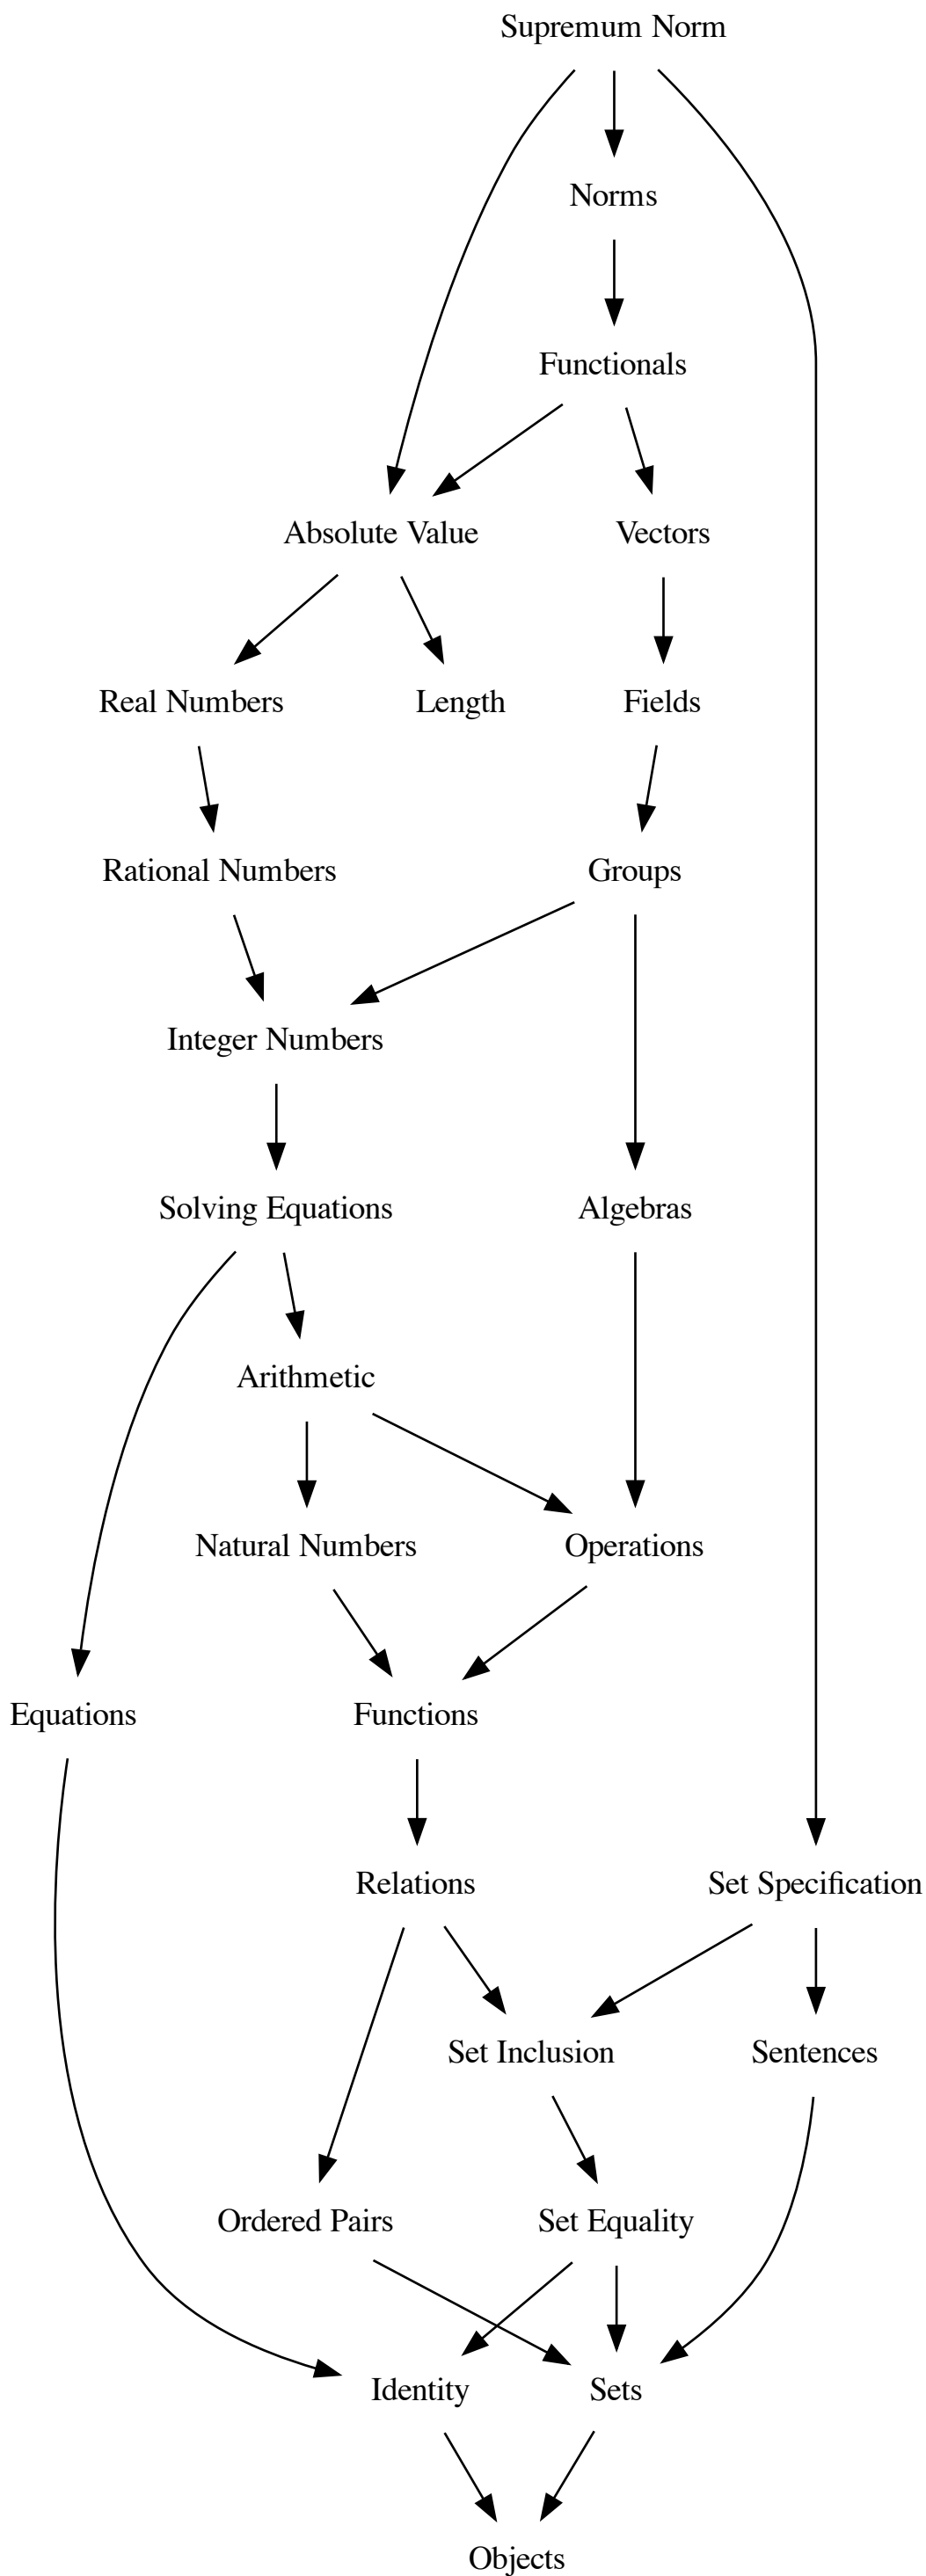 Supremum Norm
Norms
Functionals
Absolute Value
Vectors
Real Numbers
Length
Fields
Rational Numbers
Groups
Integer Numbers
Solving Equations
Algebras
Arithmetic
Natural Numbers
Operations
Equations
Functions
Relations
Set Specification
Set Inclusion
Sentences
Ordered Pairs
Set Equality
Identity
Sets
Objects